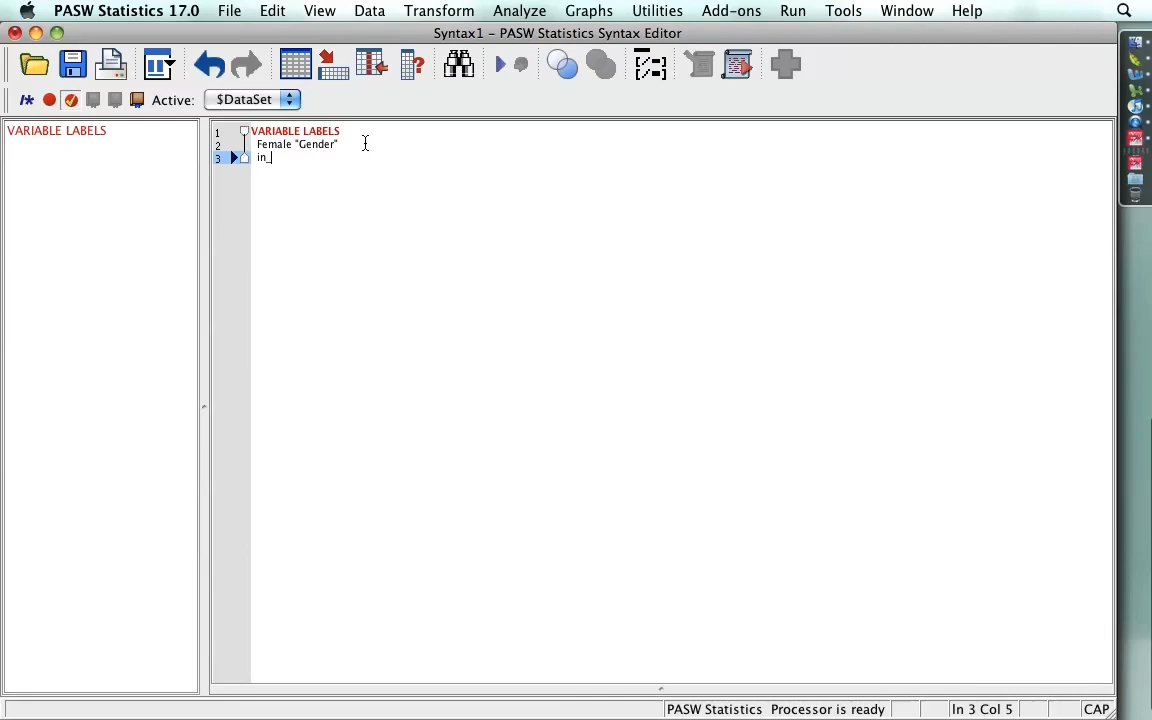 PASW Statistics 17.0 File Edit View Data Transform Analyze Graphs Utilities Add-ons Run Tools Window Help
Syntax1 - PASW Statistics Syntax Editor
Active: $DataSet
VARIABLE LABELS
1 VARIABLE LABELS
2 Female "Gender"
3 in_
PASW Statistics Processor is ready In 3 Col 5 CAP